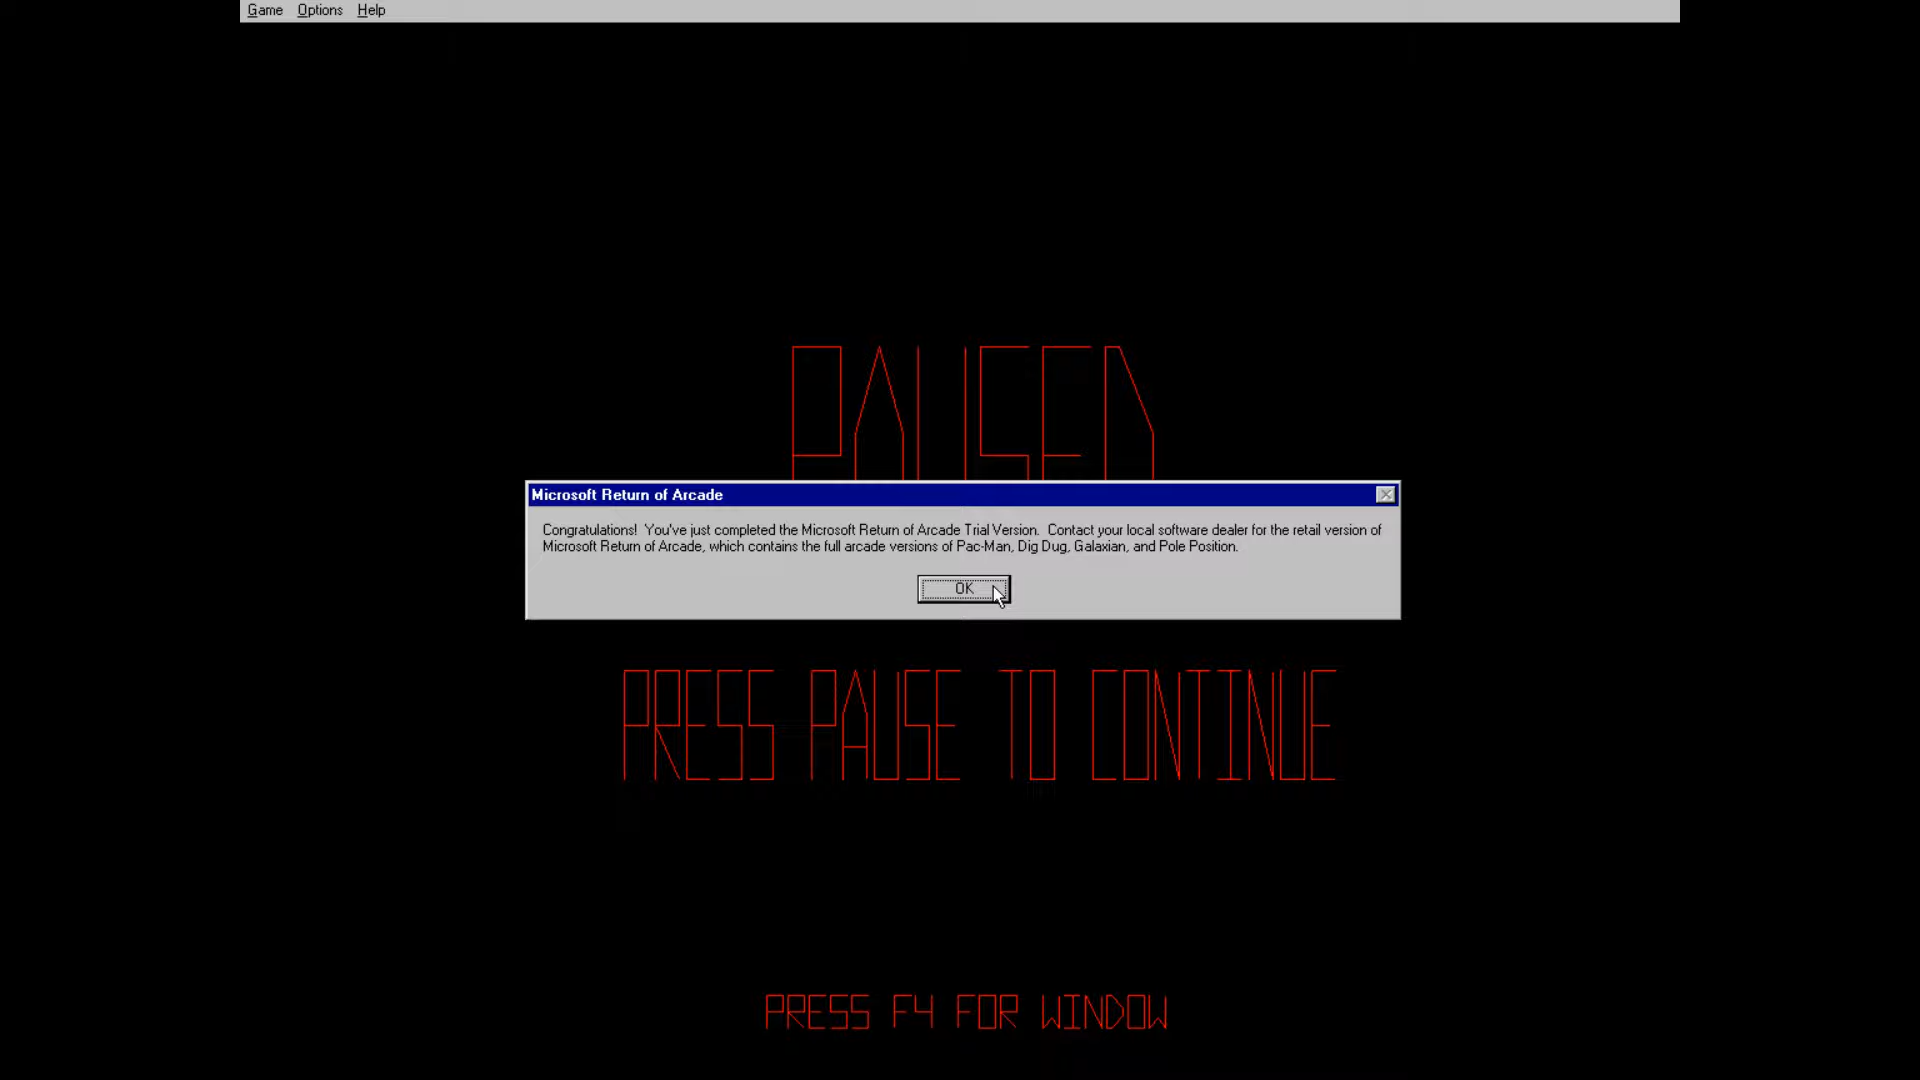 Game Options Help
PAUSED
Microsoft Return of Arcade
Congratulations! You've just completed the Microsoft Return of Arcade Trial Version. Contact your local software dealer for the retail version of
Microsoft Return of Arcade, which contains the full arcade versions of Pac-Man, Dig Dug, Galaxian, and Pole Position.
OK
PRESS PAUSE TO CONTINUE
PRESS F4 FOR WINDOW